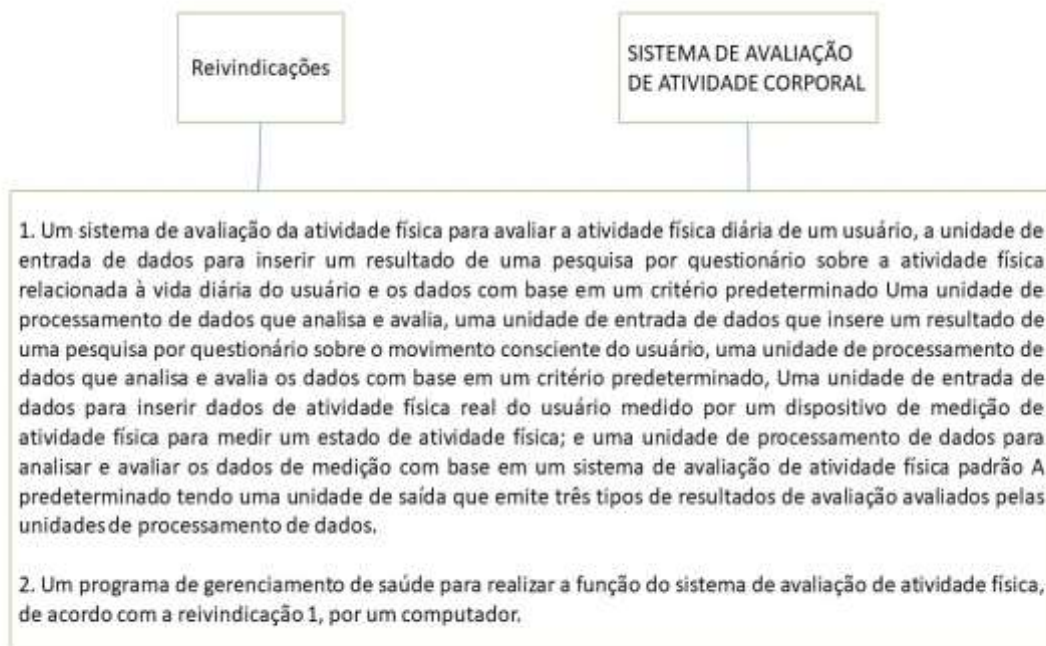 Reivindicações
SISTEMA DE AVALIAÇÃO
DE ATIVIDADE CORPORAL
1. Um sistema de avaliação da atividade física para avaliar a atividade física diária de um usuário, a unidade de
entrada de dados para inserir um resultado de uma pesquisa por questionário sobre a atividade física
relacionada à vida diária do usuário e os dados com base em um critério predeterminado Uma unidade de
processamento de dados que analisa e avalia, uma unidade de entrada de dados que insere um resultado de
uma pesquisa por questionário sobre o movimento consciente do usuário, uma unidade de processamento de
dados que analisa e avalia os dados com base em um critério predeterminado, Uma unidade de entrada de
dados para inserir dados de atividade física real do usuário medido por um dispositivo de medição de
atividade física para medir um estado de atividade física; e uma unidade de processamento de dados para
analisar e avaliar os dados de medição com base em um sistema de avaliação de atividade física padrão A
predeterminado tendo uma unidade de saída que emite três tipos de resultados de avaliação avaliados pelas
unidades de processamento de dados.
2. Um programa de gerenciamento de saúde para realizar a função do sistema de avaliação de atividade física,
de acordo com a reivindicação 1, por um computador.